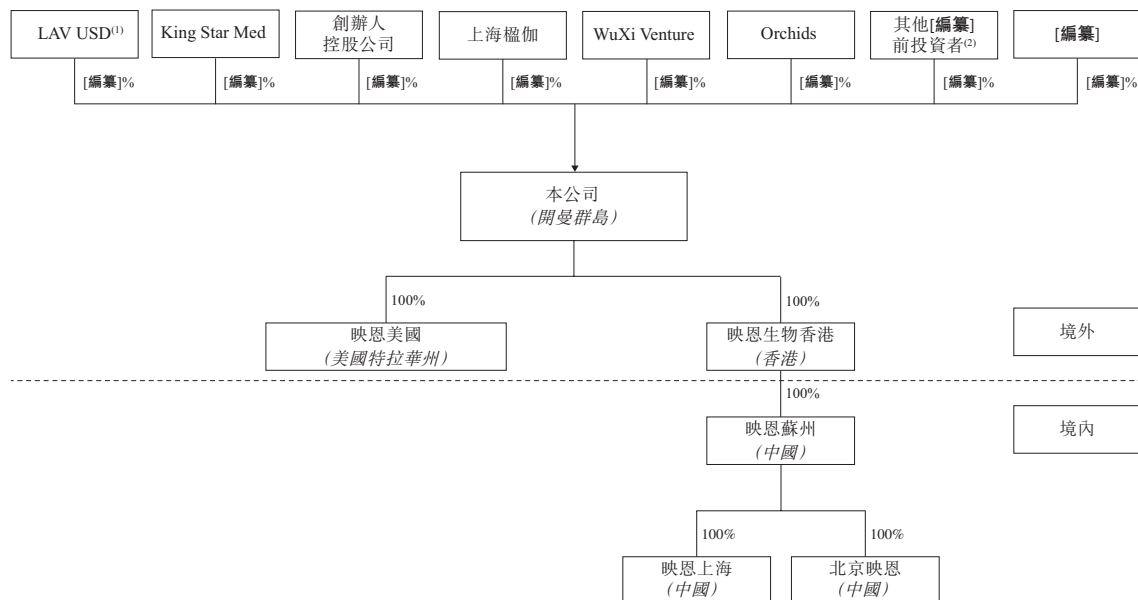 LAV USD(1)
King Star Med
創辦人
控股公司
上海楹伽
WuXi Venture
Orchids
其他[編纂]
前投資者(2)
[編纂]
[編纂]%
[編纂]%
[編纂]%
[編纂]%
[編纂]%
[編纂]%
[編纂]%
[編纂]%
本公司
(開曼群島)
100%
100%
映恩美國
(美國特拉華州)
映恩生物香港
(香港)
境外
100%
映恩蘇州
(中國)
境內
100%
100%
映恩上海
(中國)
北京映恩
(中國)